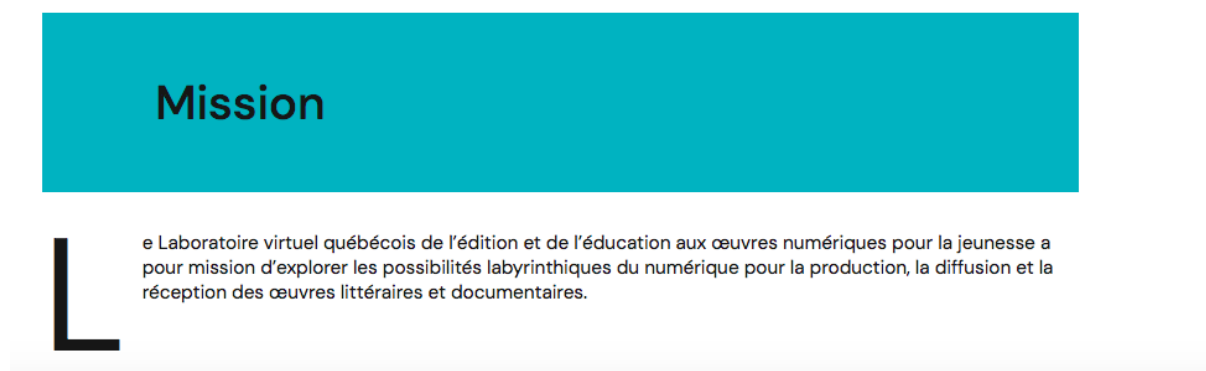 Mission
Le Laboratoire virtuel québécois de l’édition et de l’éducation aux œuvres numériques pour la jeunesse a
pour mission d’explorer les possibilités labyrinthiques du numérique pour la production, la diffusion et la
réception des œuvres littéraires et documentaires.